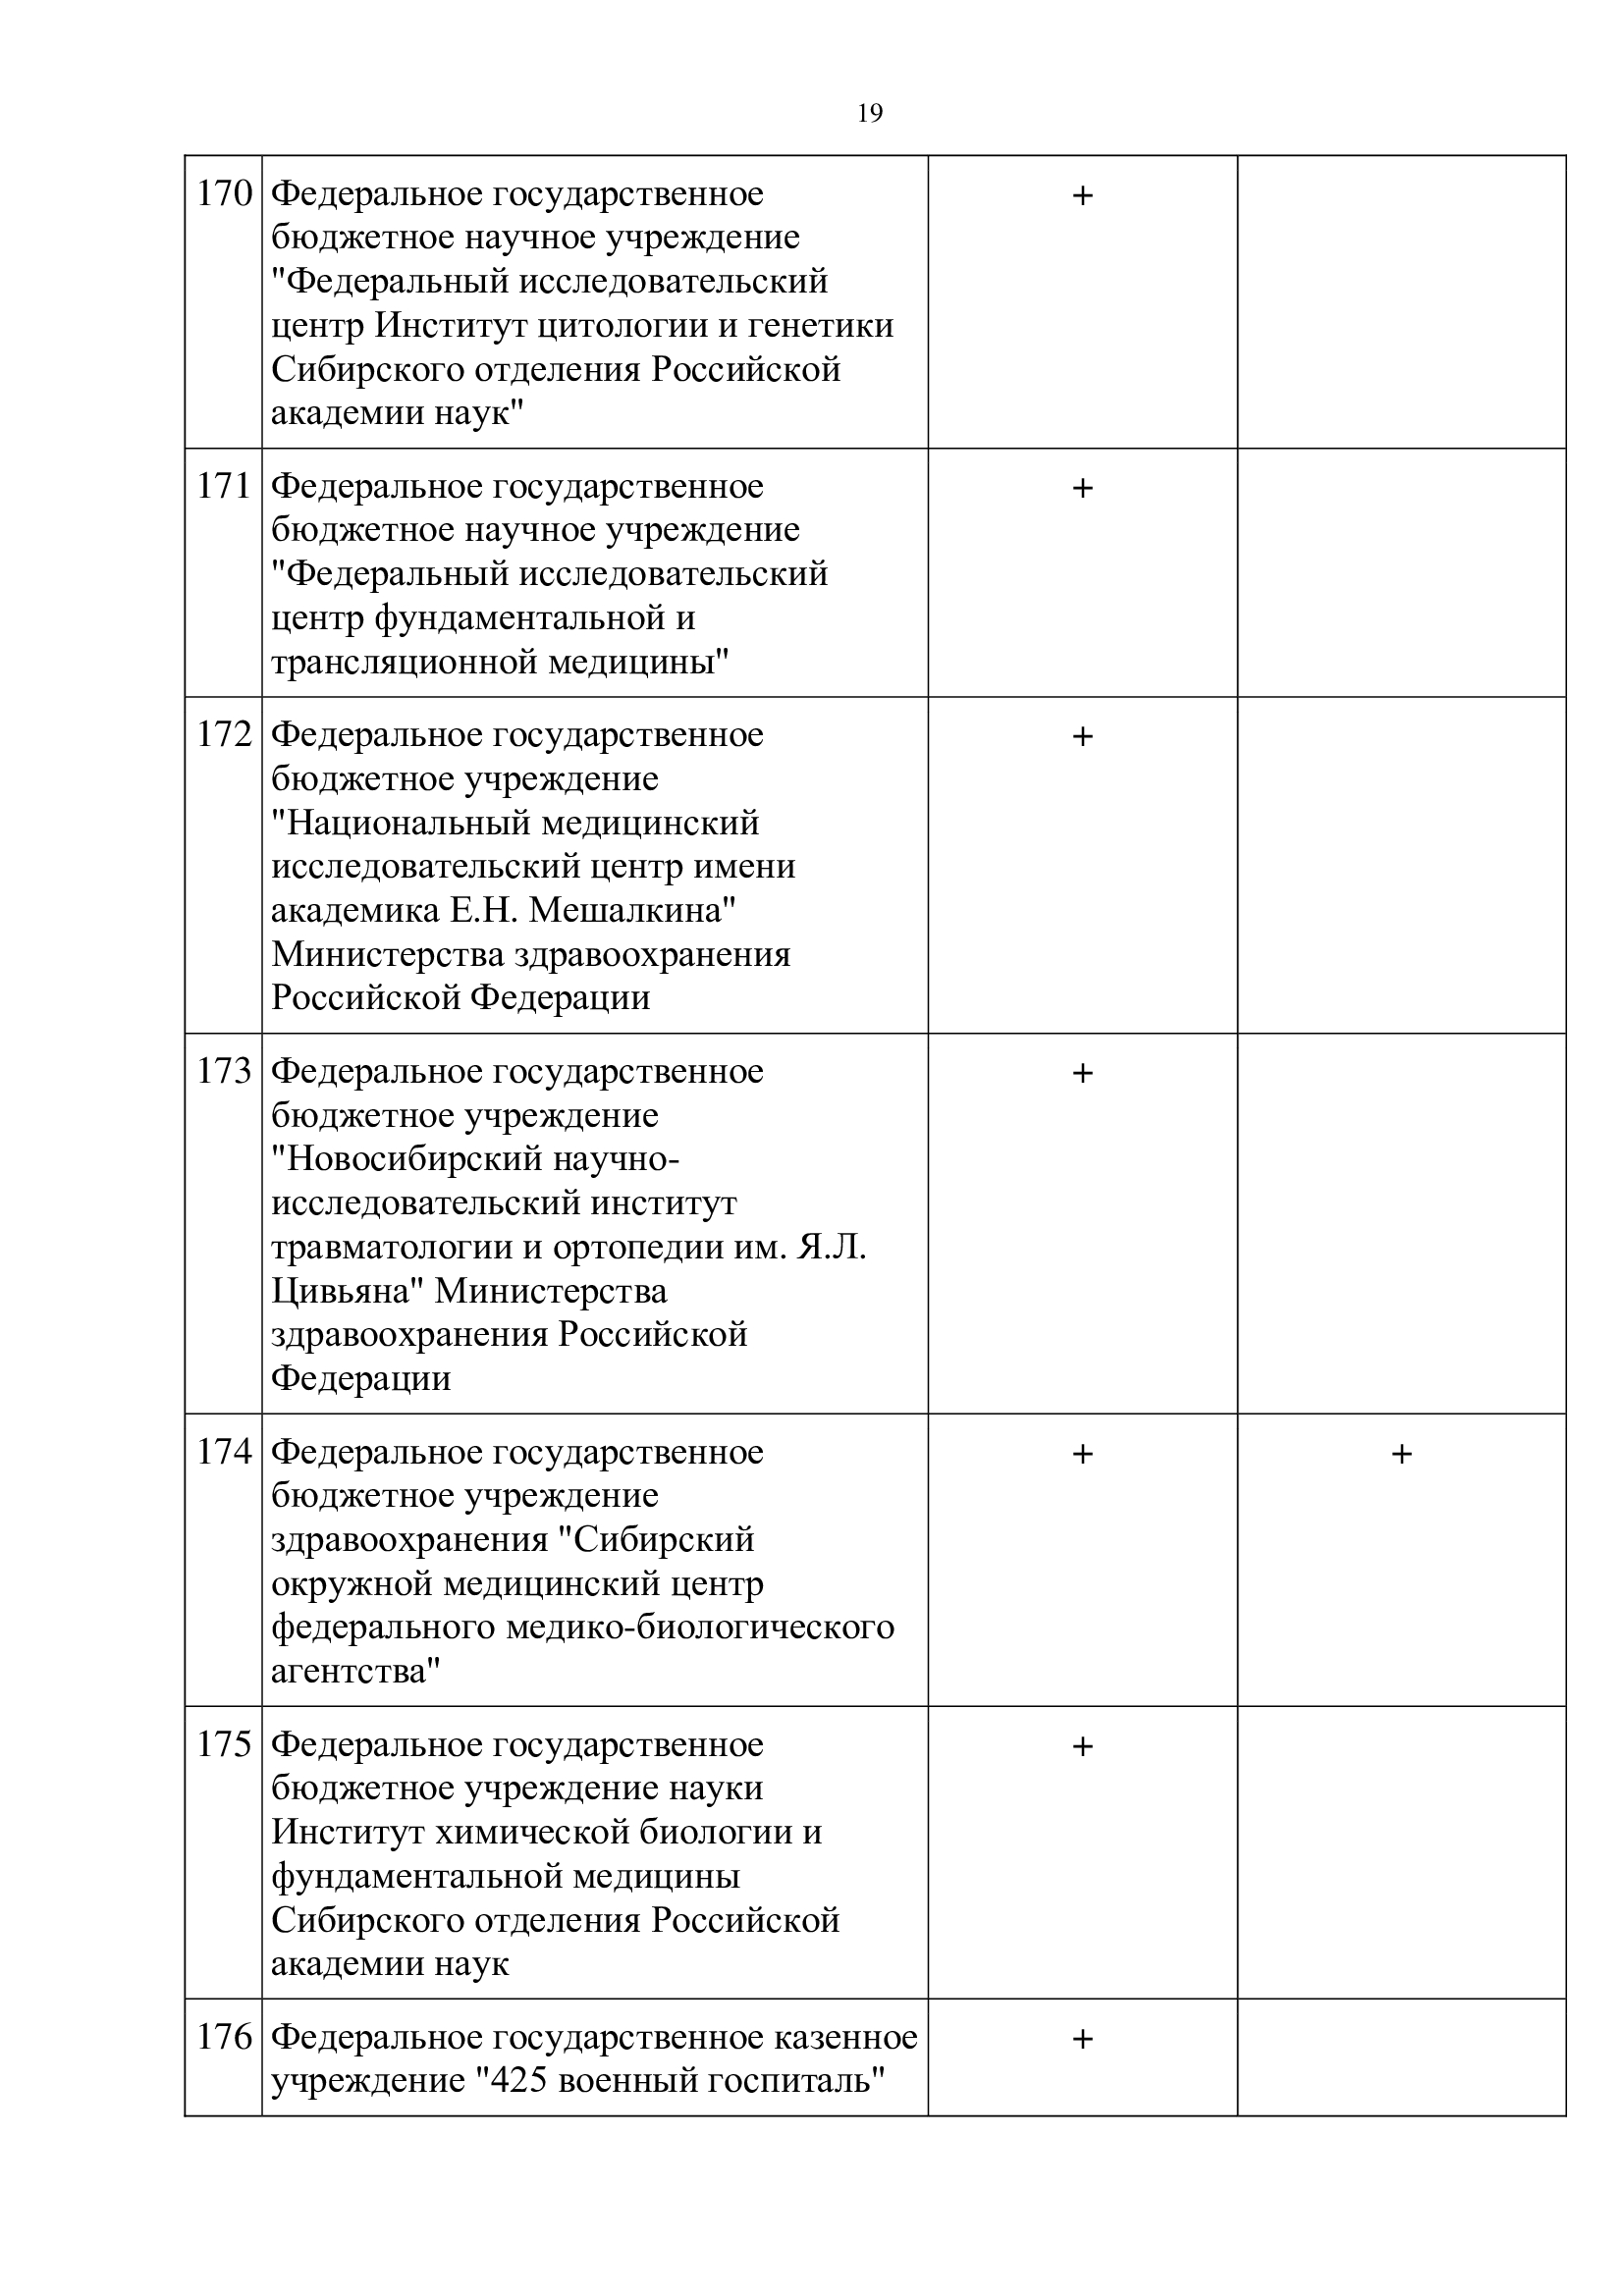 19
170 Федеральное государственное +
бюджетное научное учреждение
"Федеральный исследовательский
центр Институт цитологии и генетики
Сибирского отделения Российской
академии наук"
171 Федеральное государственное +
бюджетное научное учреждение
"Федеральный исследовательский
центр фундаментальной и
трансляционной медицины"
172 Федеральное государственное +
бюджетное учреждение
"Национальный медицинский
исследовательский центр имени
академика Е.Н. Мешалкина"
Министерства здравоохранения
Российской Федерации
173 Федеральное государственное +
бюджетное учреждение
"Новосибирский научно-
исследовательский институт
травматологии и ортопедии им. Я.Л.
Цивьяна" Министерства
здравоохранения Российской
Федерации
174 Федеральное государственное + +
бюджетное учреждение
здравоохранения "Сибирский
окружной медицинский центр
федерального медико-биологического
агентства"
175 Федеральное государственное +
бюджетное учреждение науки
Институт химической биологии и
фундаментальной медицины
Сибирского отделения Российской
академии наук
176 Федеральное государственное казенное +
учреждение "425 военный госпиталь"